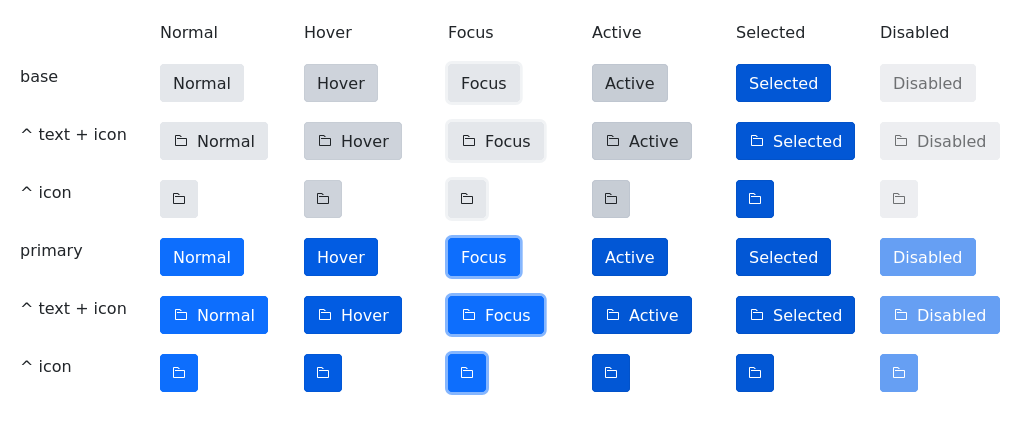 Normal Hover Focus Active Selected Disabled
base Normal Hover Focus Active Selected Disabled
^ text + icon Normal Hover Focus Active Selected Disabled
^ icon
primary Normal Hover Focus Active Selected Disabled
^ text + icon Normal Hover Focus Active Selected Disabled
^ icon